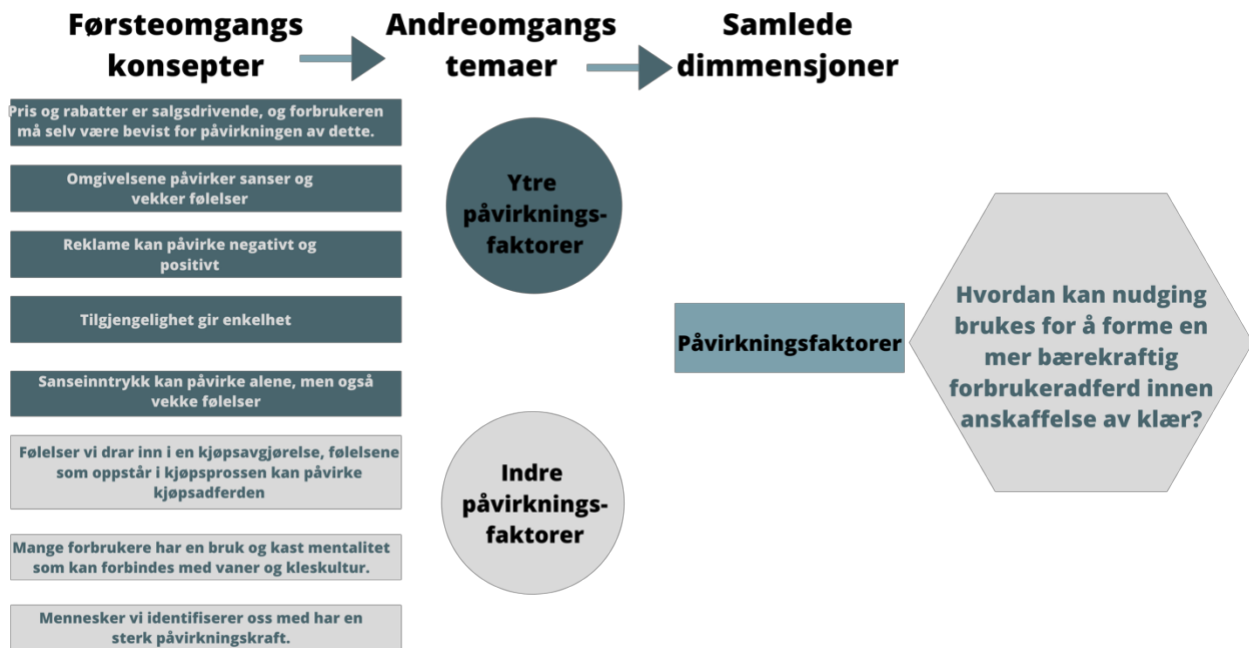 Førsteomgangs
konsepter
Andreomgangs
temaer
Samlede
dimmensjoner
Pris og rabatter er salgsdrivende, og forbrukeren
må selv være bevist for påvirkningen av dette.
Omgivelsene påvirker sanser og
vekker følelser
Reklame kan påvirke negativt og
positivt
Tilgjengelighet gir enkelhet
Sanseinntrykk kan påvirke alene, men også
vekke følelser
Følelser vi drar inn i en kjøpsavgjørelse, følelsene
som oppstår i kjøpsprossen kan påvirke
kjøpsadferden
Mange forbrukere har en bruk og kast mentalitet
som kan forbindes med vaner og kleskultur.
Mennesker vi identifiserer oss med har en
sterk påvirkningskraft.
Ytre
påvirknings-
faktorer
Indre
påvirknings-
faktorer
Påvirkningsfaktorer
Hvordan kan nudging
brukes for å forme en
mer bærekraftig
forbrukeradferd innen
anskaffelse av klær?